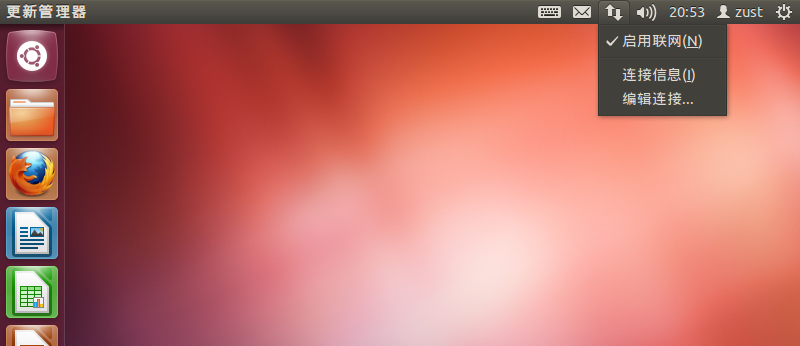 更新管理器
20:53
zust
启用联网(N)
连接信息(I)
编辑连接...